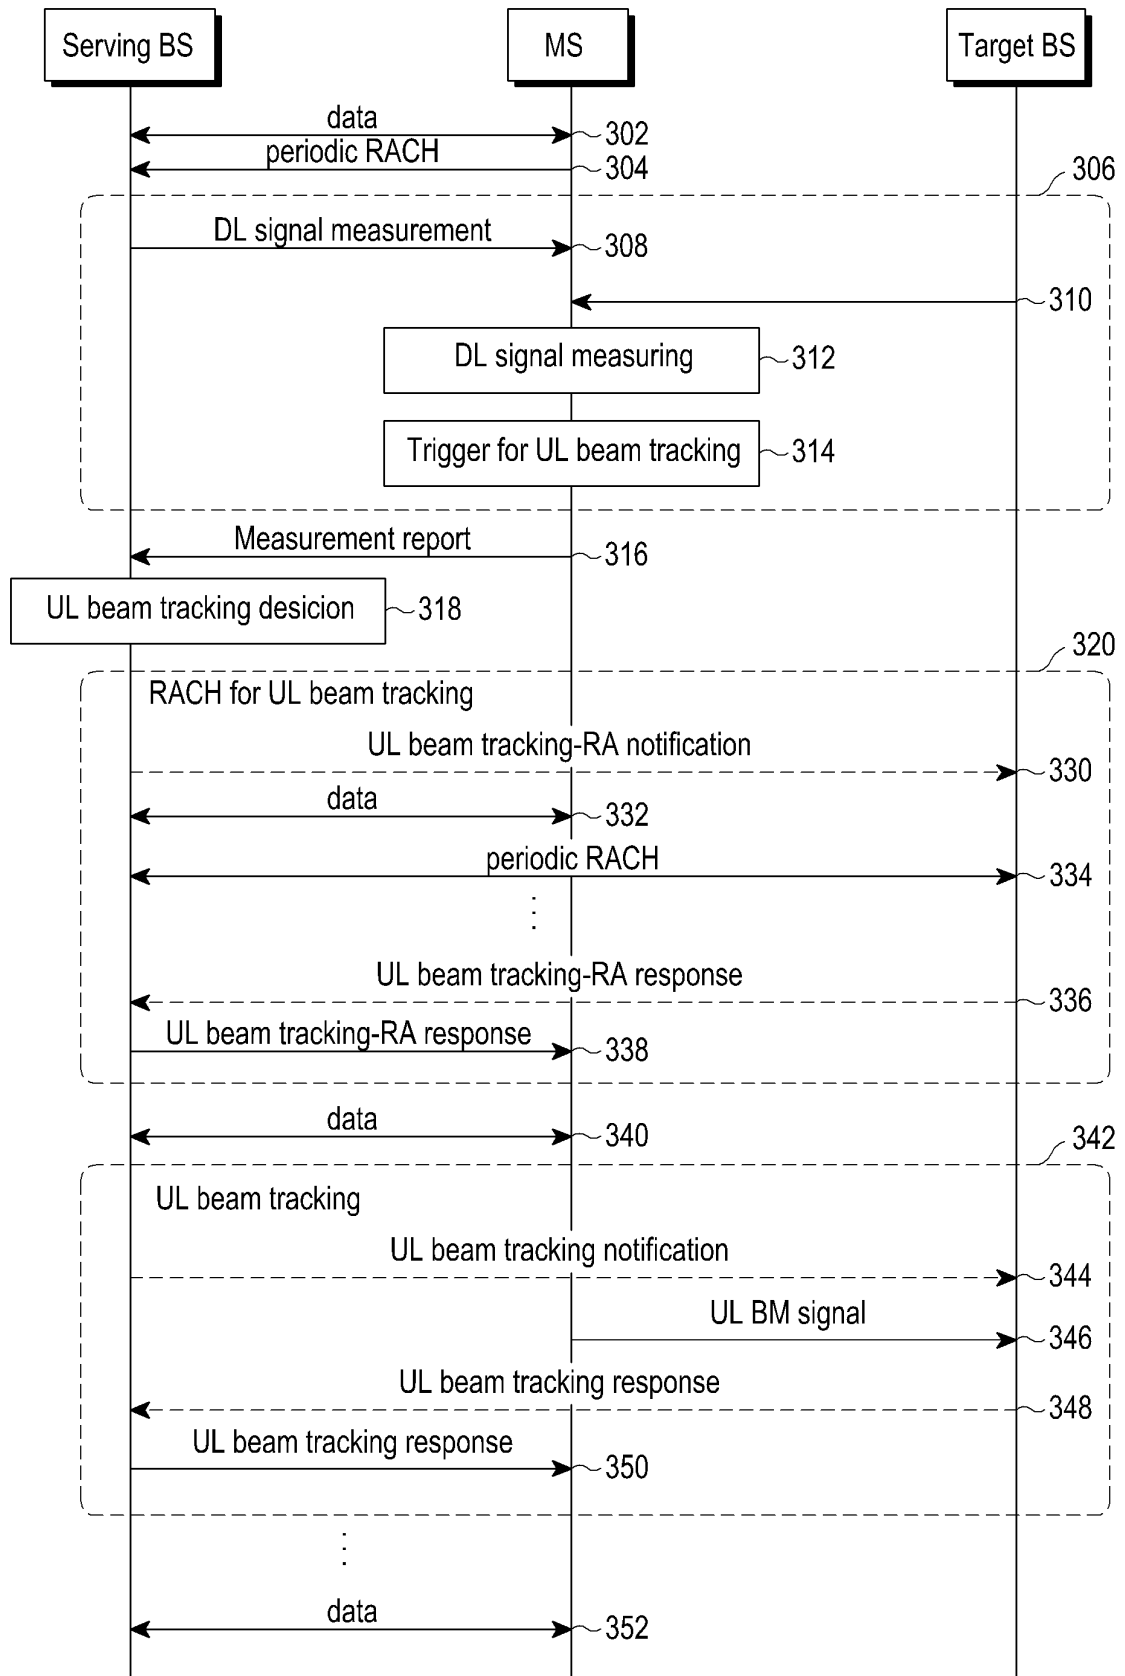 Serving BS
MS
Target BS
data
302
periodic RACH
304
306
DL signal measurement
308
310
DL signal measuring
312
Trigger for UL beam tracking
314
Measurement report
316
UL beam tracking desicion
318
320
RACH for UL beam tracking
UL beam tracking-RA notification
330
data
332
periodic RACH
334
UL beam tracking-RA response
336
UL beam tracking-RA response
338
data
340
342
UL beam tracking
UL beam tracking notification
344
UL BM signal
346
UL beam tracking response
348
UL beam tracking response
350
data
352